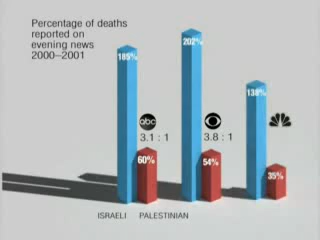 Percentage of deaths
reported on
evening news
2000–2001
185%
202%
138%
abc
3.1 : 1
3.8 : 1
60%
54%
35%
ISRAELI PALESTINIAN